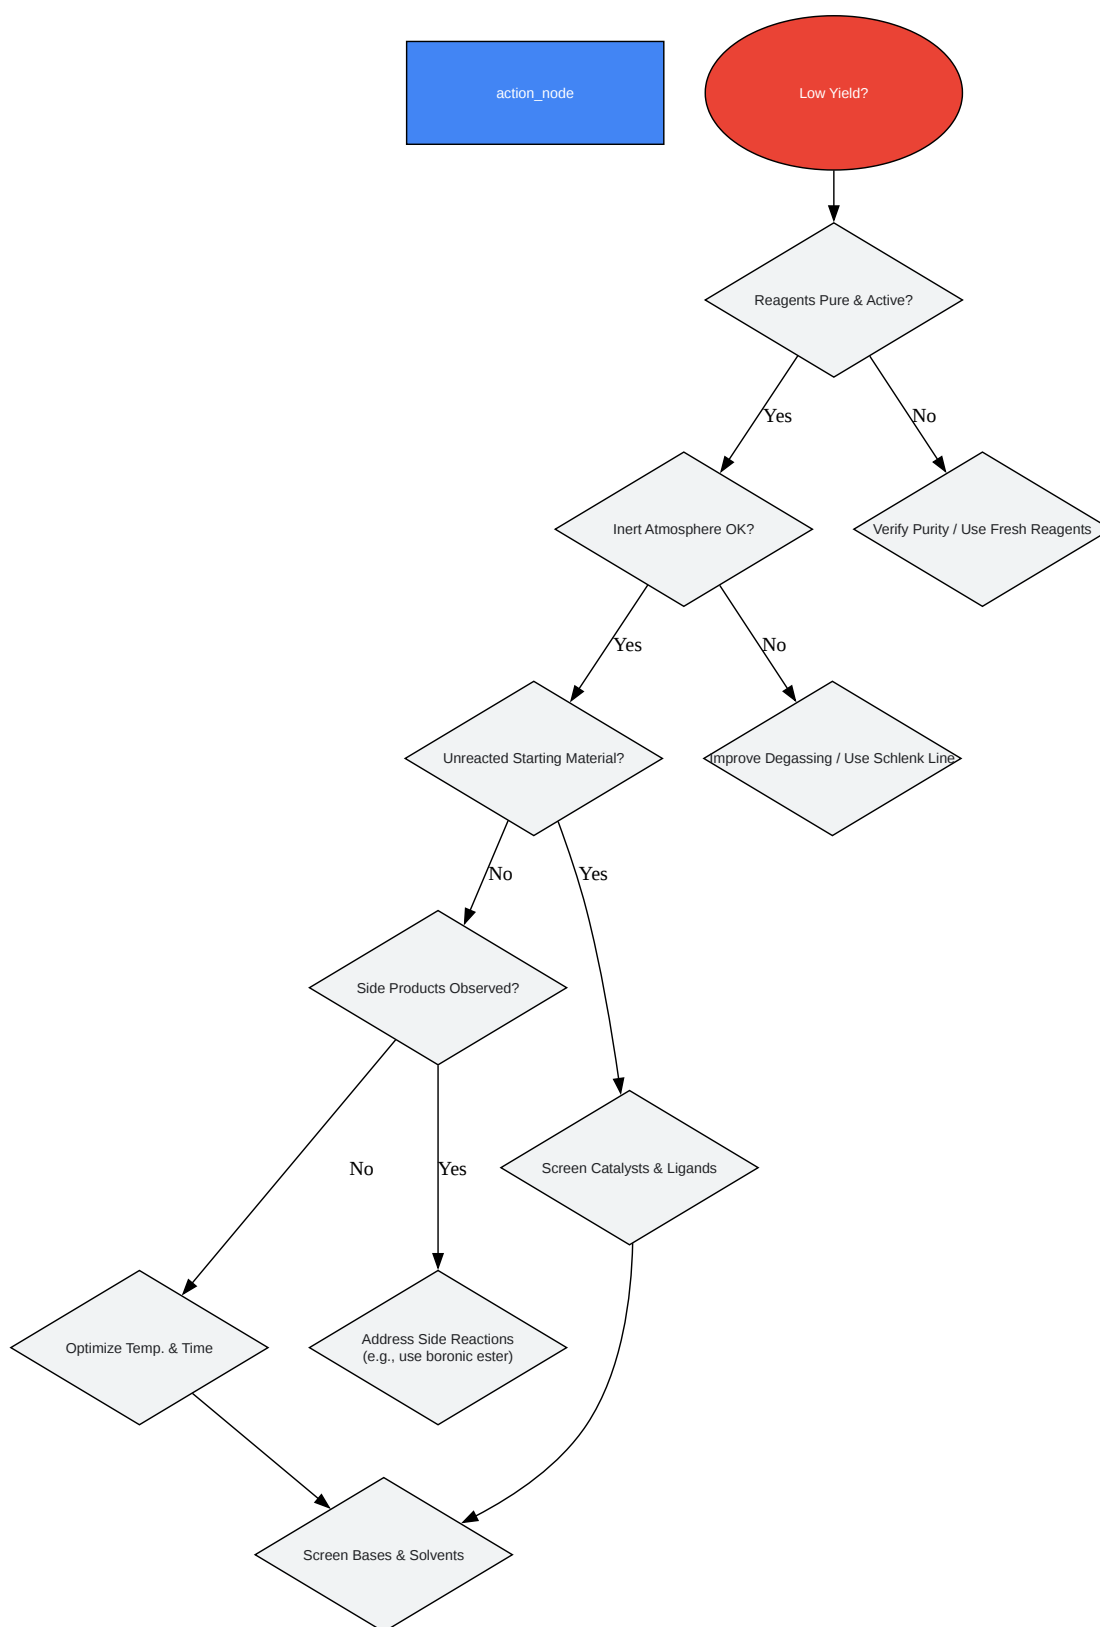 action_node
Low Yield?
Reagents Pure & Active?
Yes
No
Inert Atmosphere OK?
Verify Purity / Use Fresh Reagents
Yes
No
Unreacted Starting Material?
Improve Degassing / Use Schlenk Line
No
Yes
Side Products Observed?
No
Yes
Screen Catalysts & Ligands
Optimize Temp. & Time
Address Side Reactions
(e.g., use boronic ester)
Screen Bases & Solvents